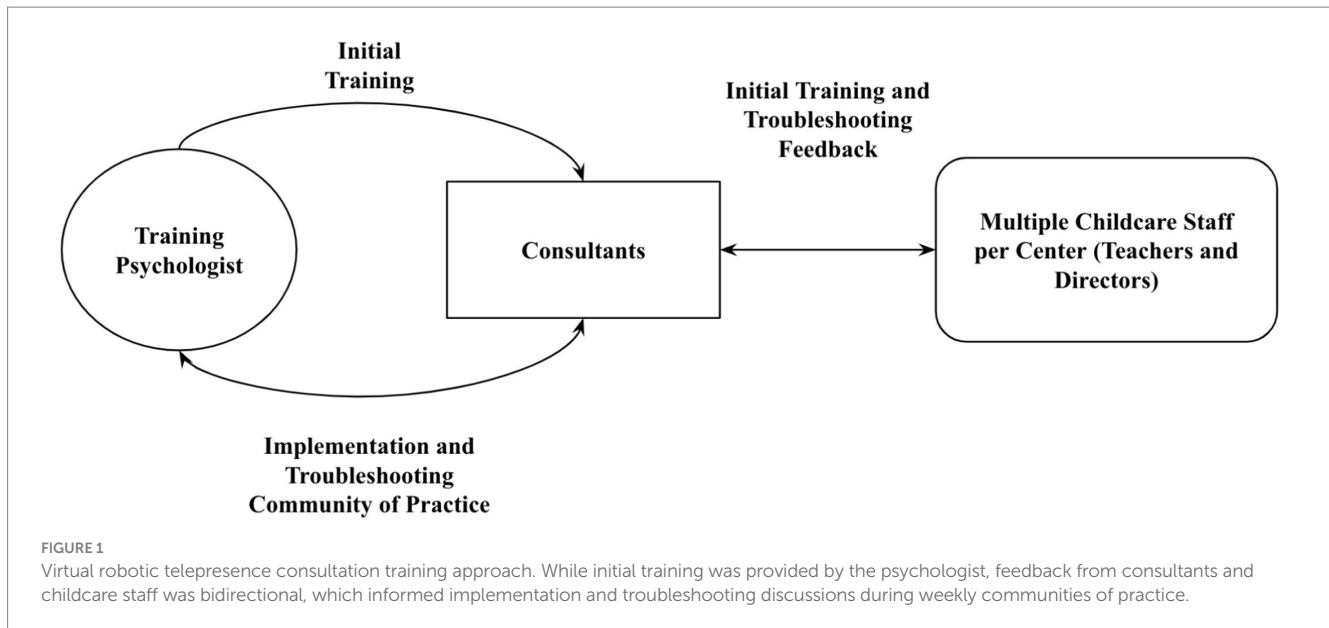 Initial
Training
Initial Training and
Troubleshooting
Feedback
Training
Psychologist
Consultants
Multiple Childcare Staff
per Center (Teachers and
Directors)
Implementation and
Troubleshooting
Community of Practice
FIGURE 1
Virtual robotic telepresence consultation training approach. While initial training was provided by the psychologist, feedback from consultants and
childcare staff was bidirectional, which informed implementation and troubleshooting discussions during weekly communities of practice.